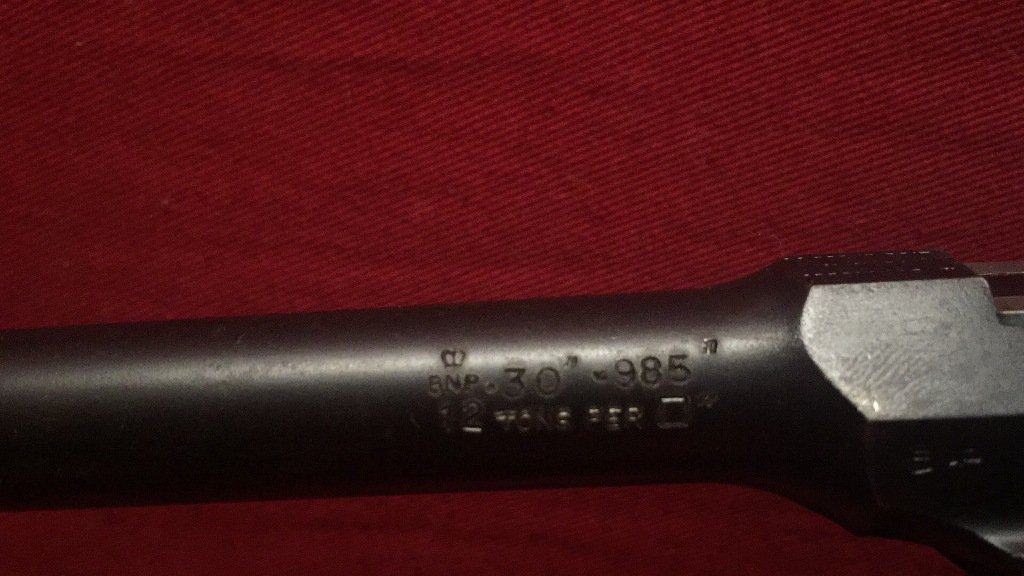 BNP .30" .985"
12 TONS PER □"